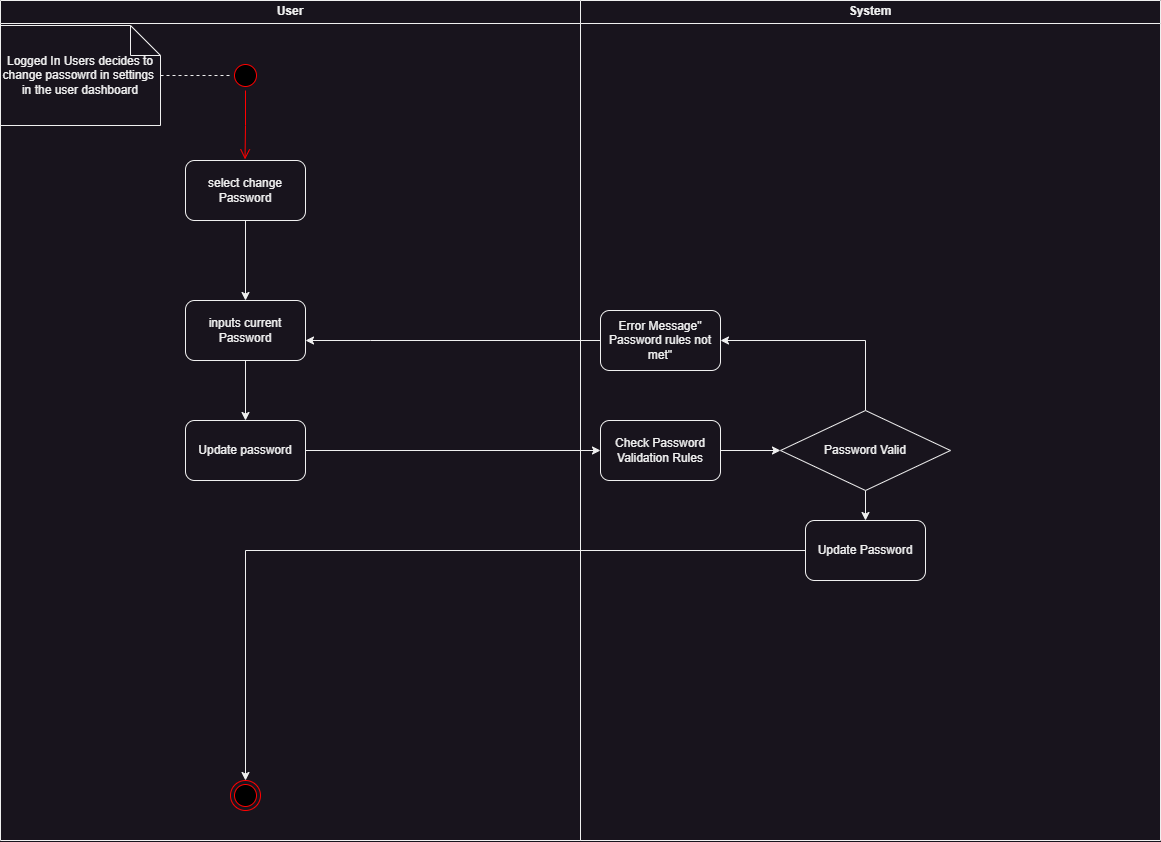 User
System
Logged In Users decides to
change passowrd in settings
in the user dashboard
select change
Password
inputs current
Password
Error Message"
Password rules not
met"
Update password
Check Password
Validation Rules
Password Valid
Update Password